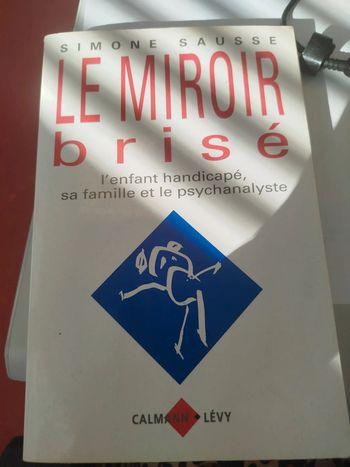 SIMONE SAUSSE
LE MIROIR
brisé
l'enfant handicapé,
sa famille et le psychanalyste
CALMANN LÉVY